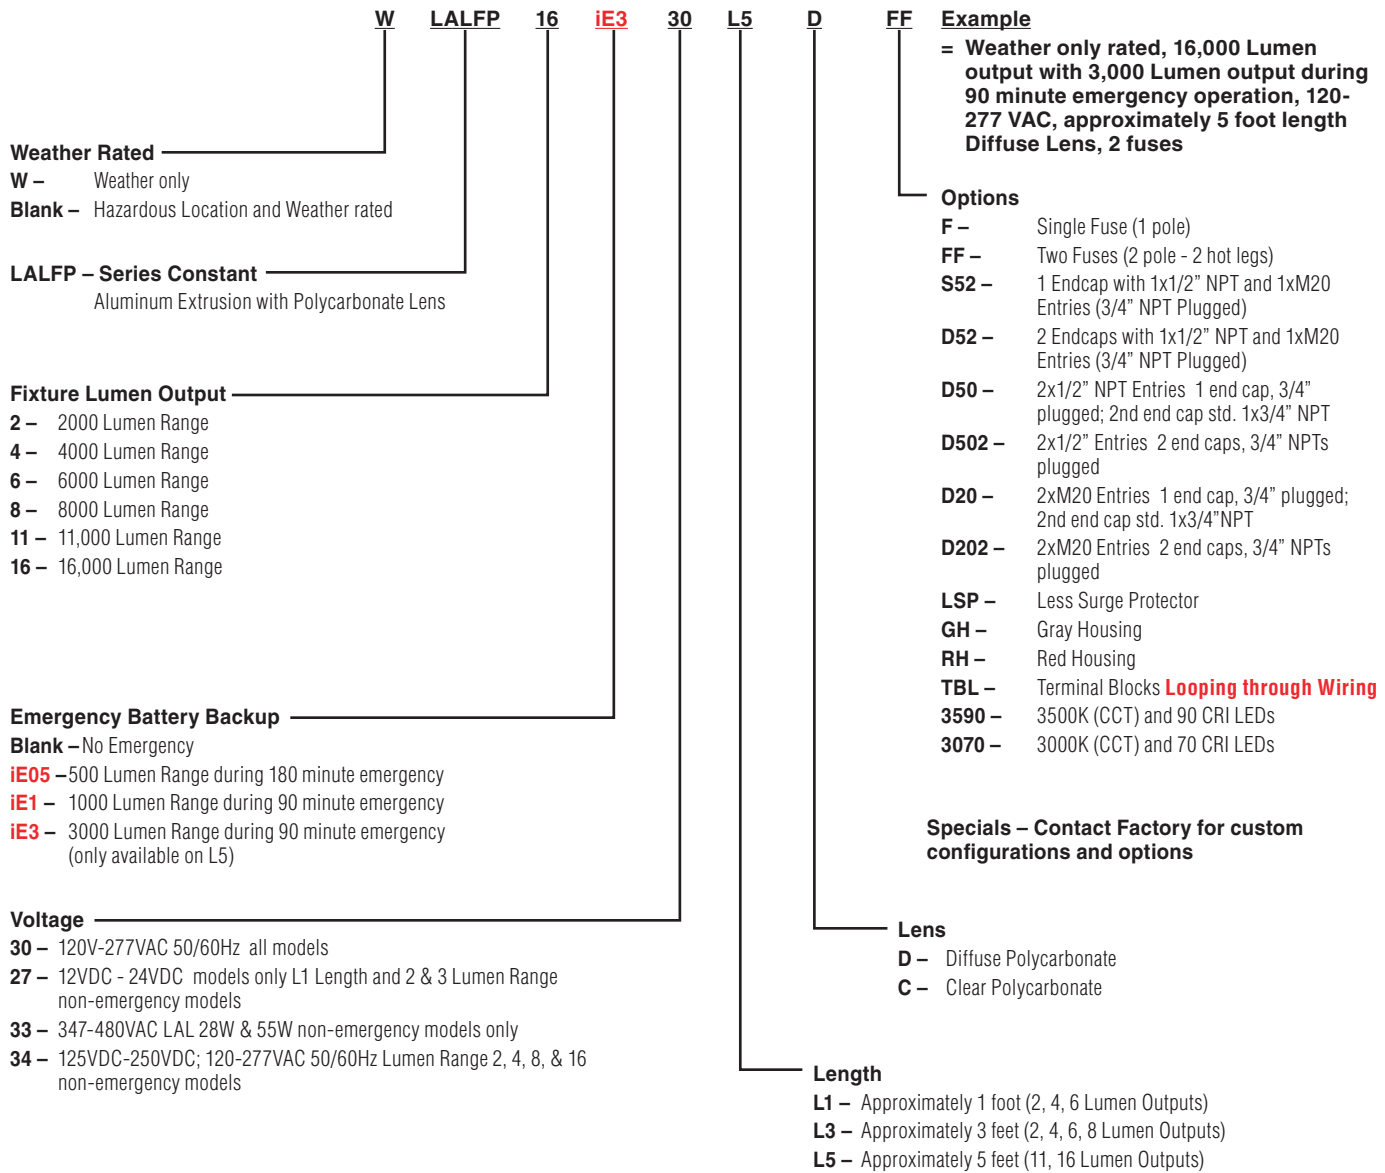 W LALFP 16 iE3 30 L5 D FF Example
= Weather only rated, 16,000 Lumen
output with 3,000 Lumen output during
90 minute emergency operation, 120-
277 VAC, approximately 5 foot length
Diffuse Lens, 2 fuses
Weather Rated
W – Weather only
Blank – Hazardous Location and Weather rated
LALFP – Series Constant
Aluminum Extrusion with Polycarbonate Lens
Fixture Lumen Output
2 – 2000 Lumen Range
4 – 4000 Lumen Range
6 – 6000 Lumen Range
8 – 8000 Lumen Range
11 – 11,000 Lumen Range
16 – 16,000 Lumen Range
Emergency Battery Backup
Blank – No Emergency
iE05 – 500 Lumen Range during 180 minute emergency
iE1 – 1000 Lumen Range during 90 minute emergency
iE3 – 3000 Lumen Range during 90 minute emergency
(only available on L5)
Voltage
30 – 120V-277VAC 50/60Hz all models
27 – 12VDC - 24VDC models only L1 Length and 2 & 3 Lumen Range
non-emergency models
33 – 347-480VAC LAL 28W & 55W non-emergency models only
34 – 125VDC-250VDC; 120-277VAC 50/60Hz Lumen Range 2, 4, 8, & 16
non-emergency models
Options
F – Single Fuse (1 pole)
FF – Two Fuses (2 pole - 2 hot legs)
S52 – 1 Endcap with 1x1/2” NPT and 1xM20
Entries (3/4” NPT Plugged)
D52 – 2 Endcaps with 1x1/2” NPT and 1xM20
Entries (3/4” NPT Plugged)
D50 – 2x1/2” NPT Entries 1 end cap, 3/4”
plugged; 2nd end cap std. 1x3/4” NPT
D502 – 2x1/2” Entries 2 end caps, 3/4” NPTs
plugged
D20 – 2xM20 Entries 1 end cap, 3/4” plugged;
2nd end cap std. 1x3/4”NPT
D202 – 2xM20 Entries 2 end caps, 3/4” NPTs
plugged
LSP – Less Surge Protector
GH – Gray Housing
RH – Red Housing
TBL – Terminal Blocks Looping through Wiring
3590 – 3500K (CCT) and 90 CRI LEDs
3070 – 3000K (CCT) and 70 CRI LEDs
Specials – Contact Factory for custom
configurations and options
Lens
D – Diffuse Polycarbonate
C – Clear Polycarbonate
Length
L1 – Approximately 1 foot (2, 4, 6 Lumen Outputs)
L3 – Approximately 3 feet (2, 4, 6, 8 Lumen Outputs)
L5 – Approximately 5 feet (11, 16 Lumen Outputs)